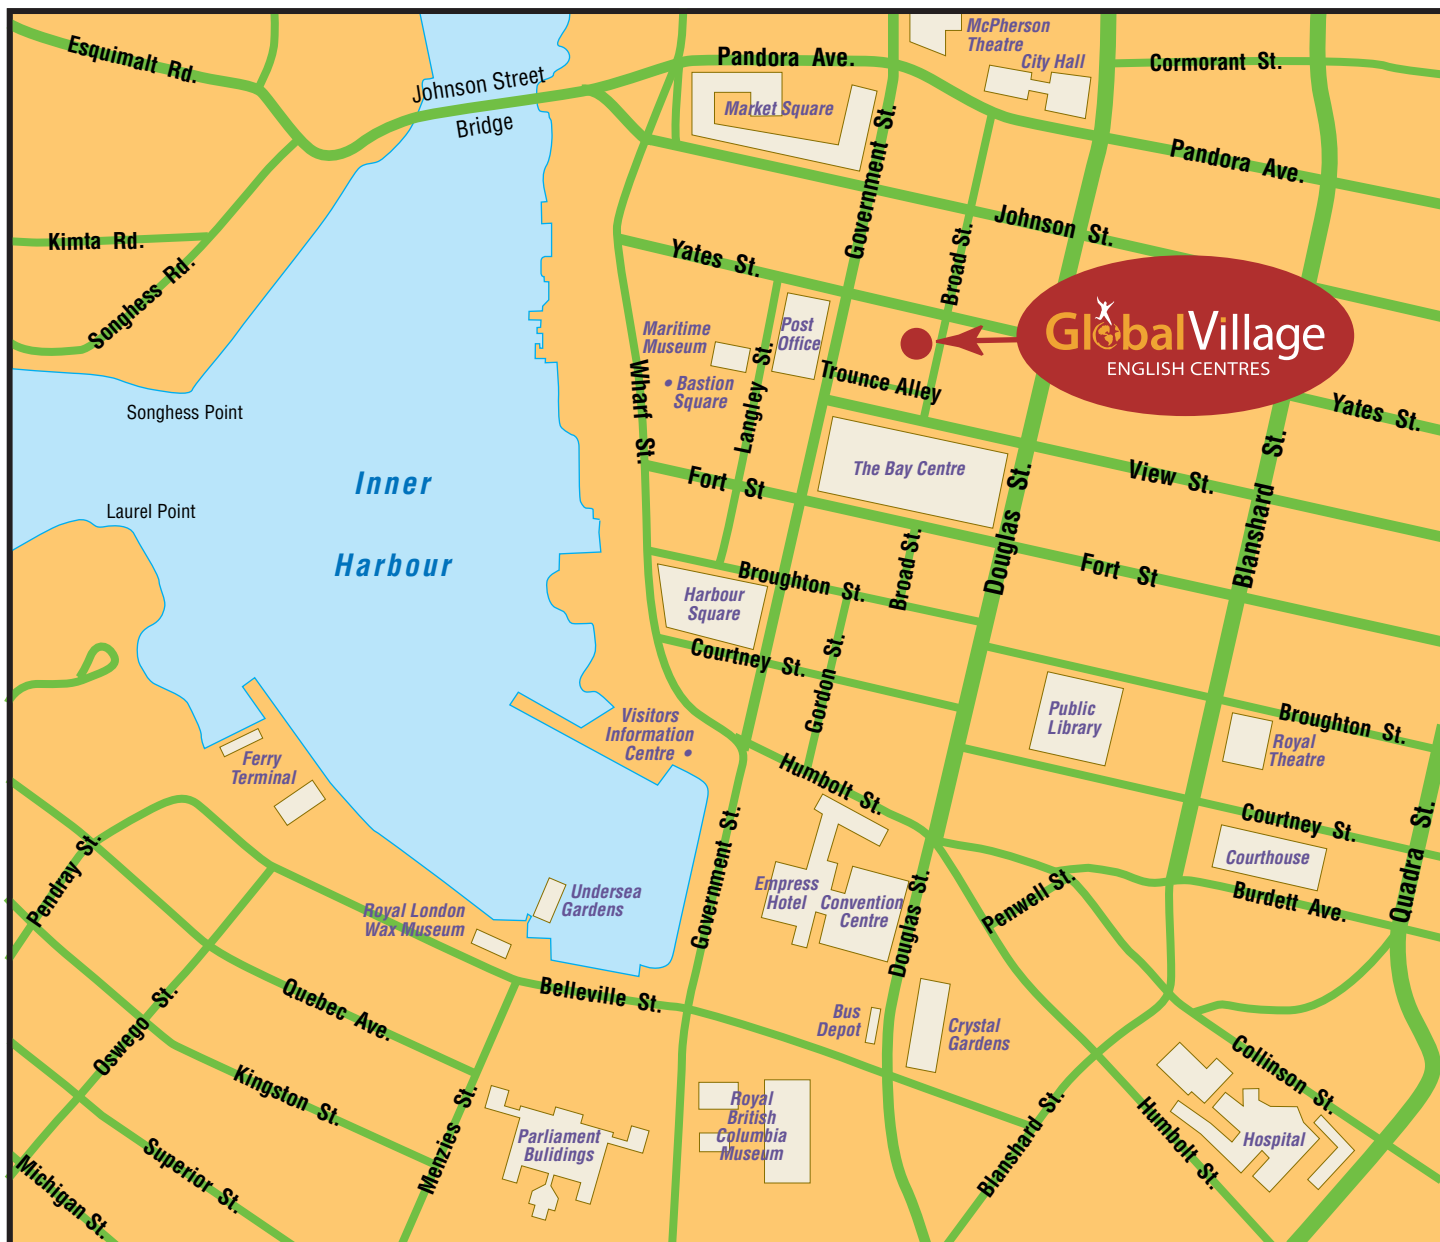 McPherson
Theatre
City Hall
Esquimalt Rd.
Pandora Ave.
Cormorant St.
Johnson Street
Bridge
Market Square
Government St.
Pandora Ave.
Johnson St.
Kimta Rd.
Songhess Rd.
Yates St.
Broad St.
Maritime
Museum
Post
Office
GlobalVillage
ENGLISH CENTRES
Bastion
Square
Wharf St.
Langley St.
Trounce Alley
Yates St.
Songhess Point
Inner
Harbour
Laurel Point
The Bay Centre
Fort St
View St.
Douglas St.
Blanshard St.
Broad St.
Fort St
Broughton St.
Harbour
Square
Courtney St.
Gordon St.
Public
Library
Broughton St.
Royal
Theatre
Visitors
Information
Centre
Ferry
Terminal
Humbolt St.
Courtney St.
Courthouse
Quadra St.
Pendray St.
Government St.
Empress
Hotel
Convention
Centre
Douglas St.
Penwell St.
Burdett Ave.
Undersea
Gardens
Royal London
Wax Museum
Belleville St.
Quebec Ave.
Oswego St.
Bus
Depot
Crystal
Gardens
Collinson St.
Kingston St.
Menzies St.
Parliament
Bulidings
Royal
British
Columbia
Museum
Blanshard St.
Humbolt St.
Hospital
Superior St.
Michigan St.